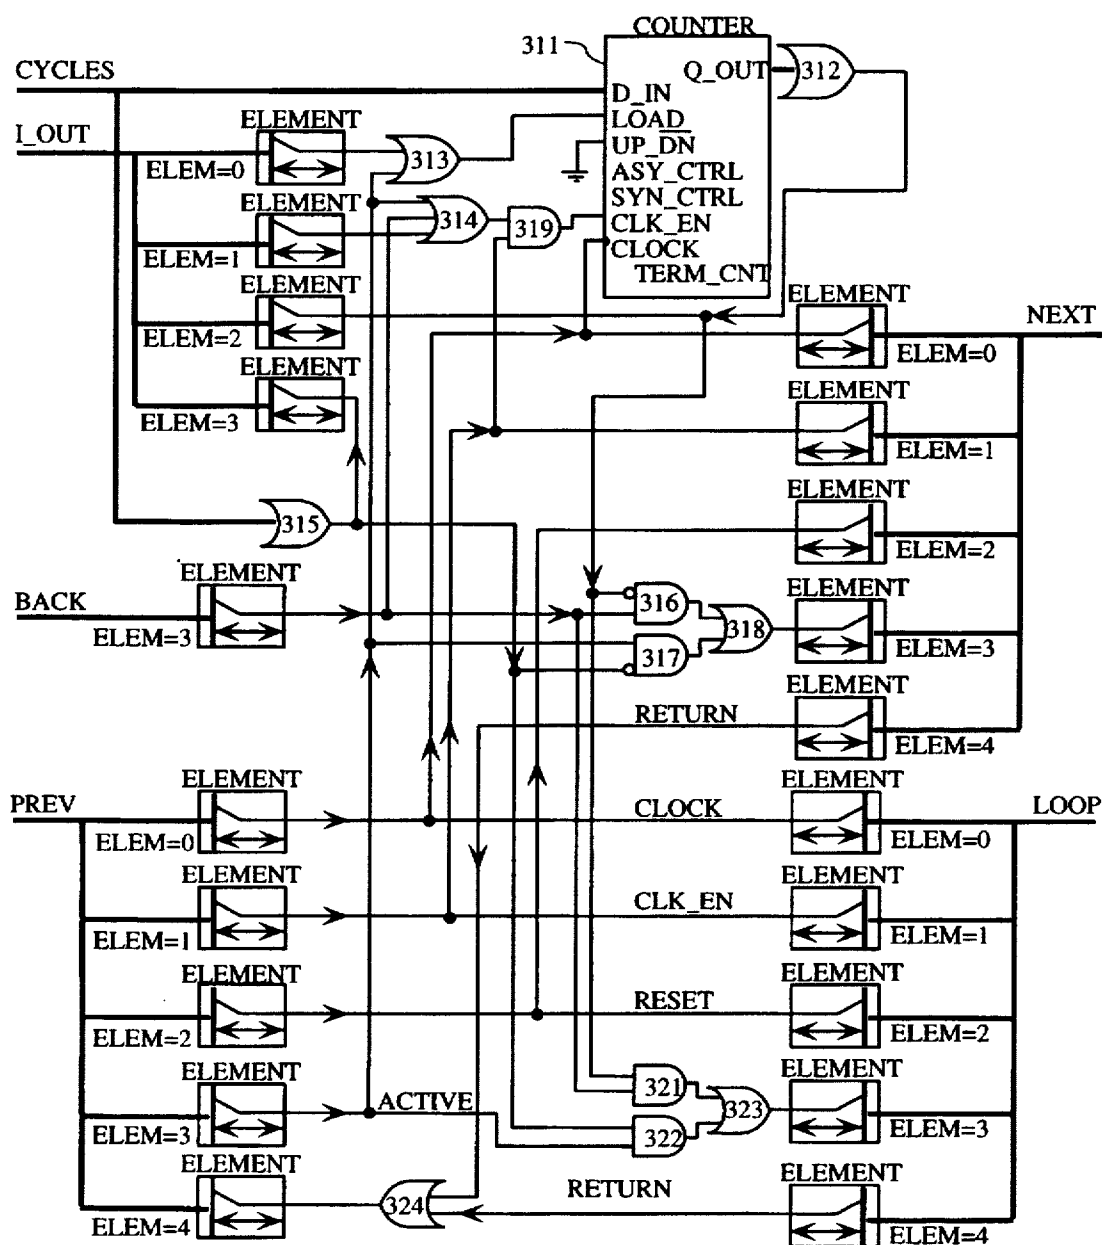 COUNTER
311
Q_OUT
312
CYCLES
D_IN
I_OUT
ELEMENT
LOAD
ELEM=0
313
UP_DN
ASY_CTRL
ELEMENT
SYN_CTRL
314
319
CLK_EN
ELEM=1
CLOCK
ELEMENT
TERM_CNT
ELEMENT
NEXT
ELEM=2
ELEM=0
ELEMENT
ELEMENT
ELEM=3
ELEM=1
ELEMENT
315
ELEM=2
ELEMENT
ELEMENT
BACK
316
318
ELEM=3
317
ELEM=3
ELEMENT
RETURN
ELEM=4
ELEMENT
ELEMENT
PREV
CLOCK
LOOP
ELEM=0
ELEM=0
ELEMENT
ELEMENT
CLK_EN
ELEM=1
ELEM=1
ELEMENT
ELEMENT
RESET
ELEM=2
ELEM=2
ELEMENT
ELEMENT
321
ACTIVE
323
ELEM=3
322
ELEM=3
ELEMENT
ELEMENT
RETURN
324
ELEM=4
ELEM=4